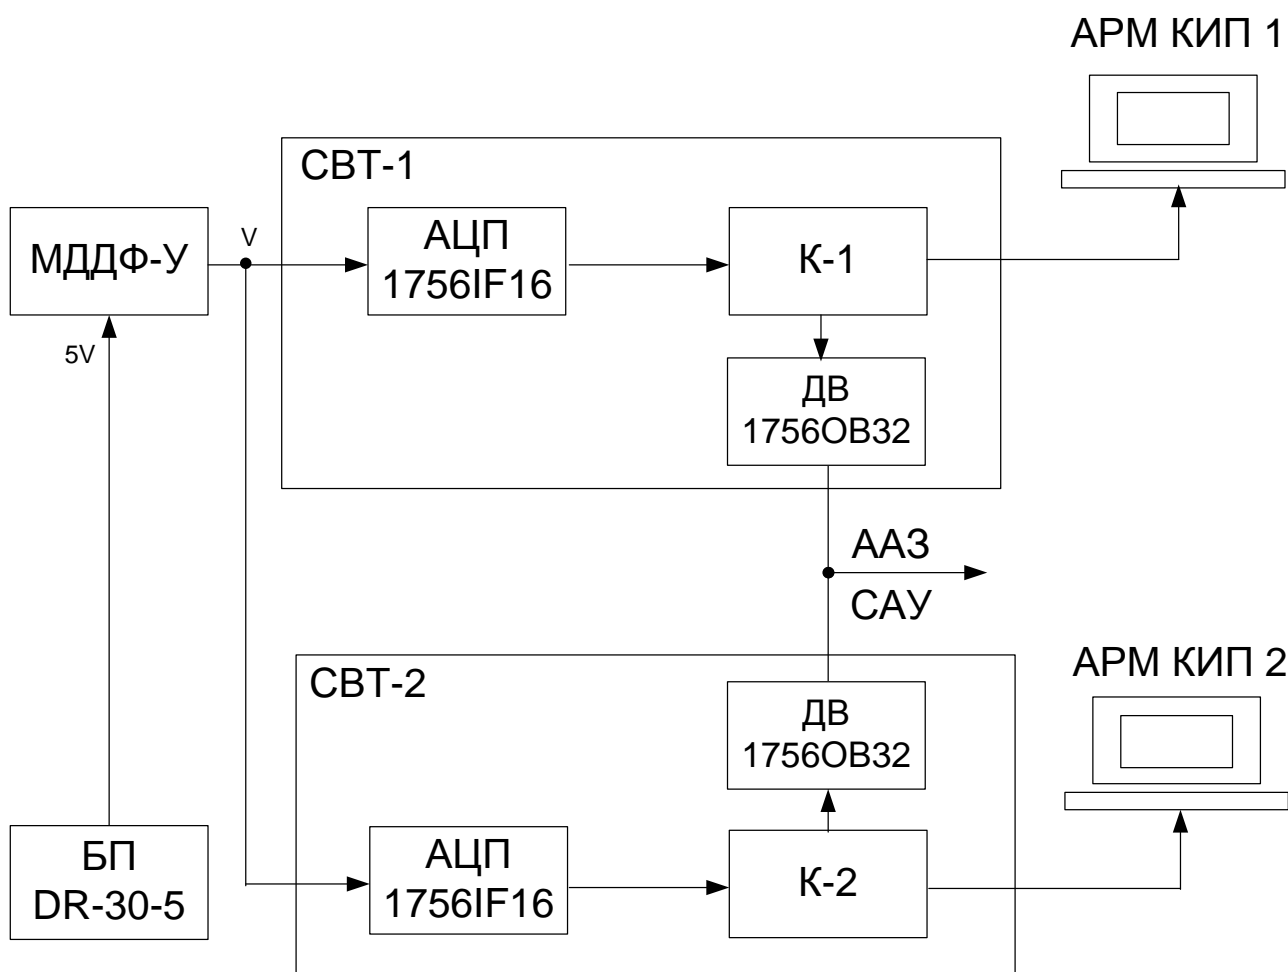 АРМ КИП 1
СВТ-1
МДДФ-У
V
АЦП
1756IF16
К-1
5V
ДВ
1756OB32
ААЗ
САУ
СВТ-2
АРМ КИП 2
ДВ
1756OB32
БП
DR-30-5
АЦП
1756IF16
К-2